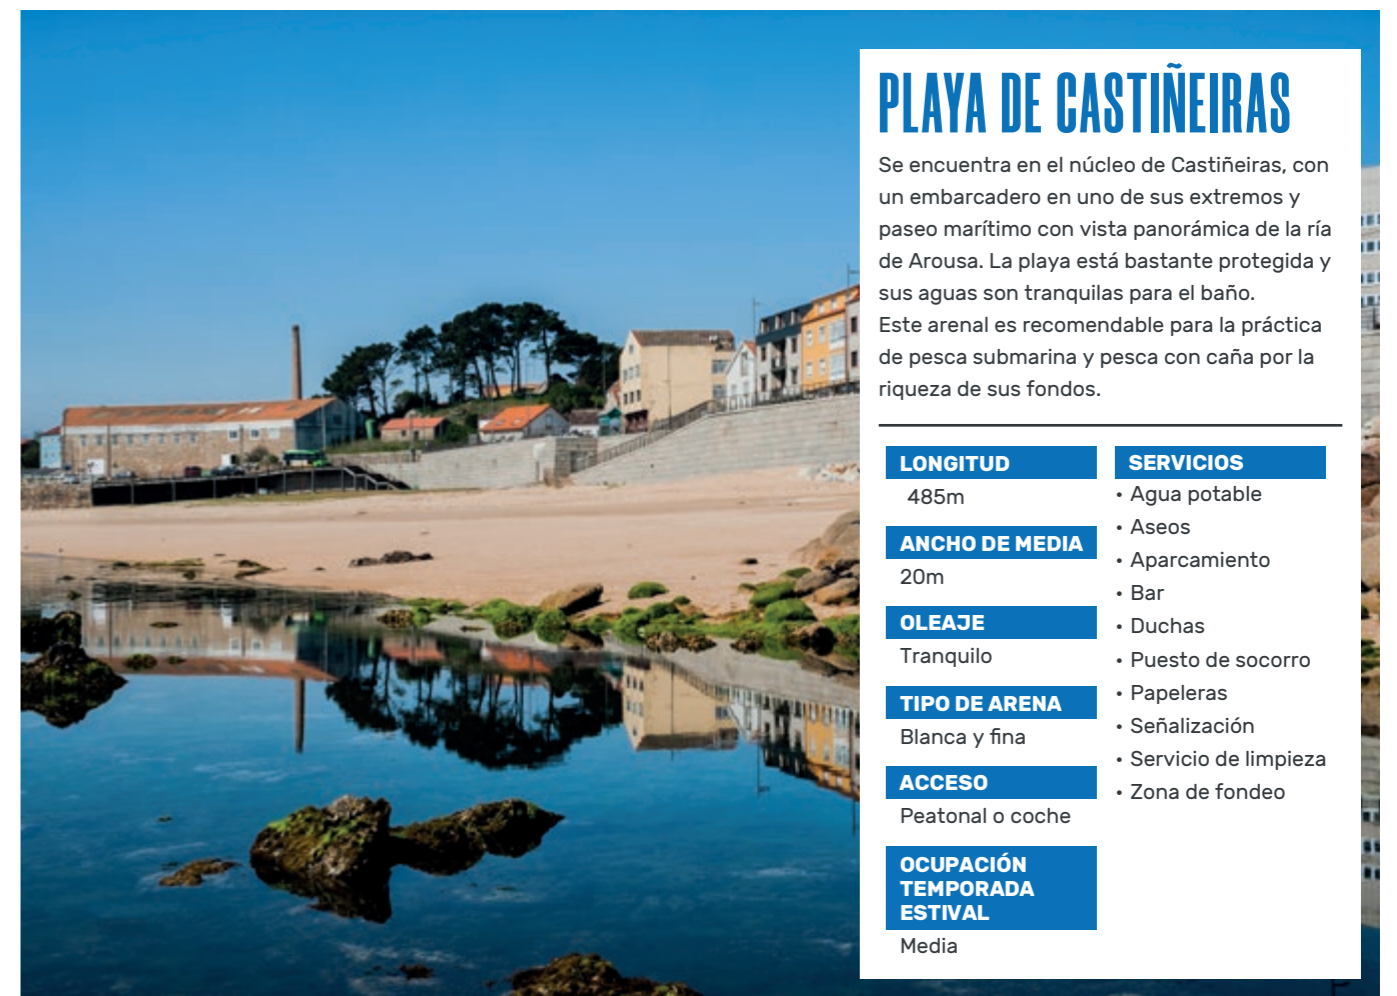 PLAYA DE CASTIÑEIRAS
Se encuentra en el núcleo de Castiñeiras, con
un embarcadero en uno de sus extremos y
paseo marítimo con vista panorámica de la ría
de Arousa. La playa está bastante protegida y
sus aguas son tranquilas para el baño.
Este arenal es recomendable para la práctica
de pesca submarina y pesca con caña por la
riqueza de sus fondos.
LONGITUD
485m
ANCHO DE MEDIA
20m
OLEAJE
Tranquilo
TIPO DE ARENA
Blanca y fina
ACCESO
Peatonal o coche
OCUPACIÓN
TEMPORADA
ESTIVAL
Media
SERVICIOS
• Agua potable
• Aseos
• Aparcamiento
• Bar
• Duchas
• Puesto de socorro
• Papeleras
• Señalización
• Servicio de limpieza
• Zona de fondeo